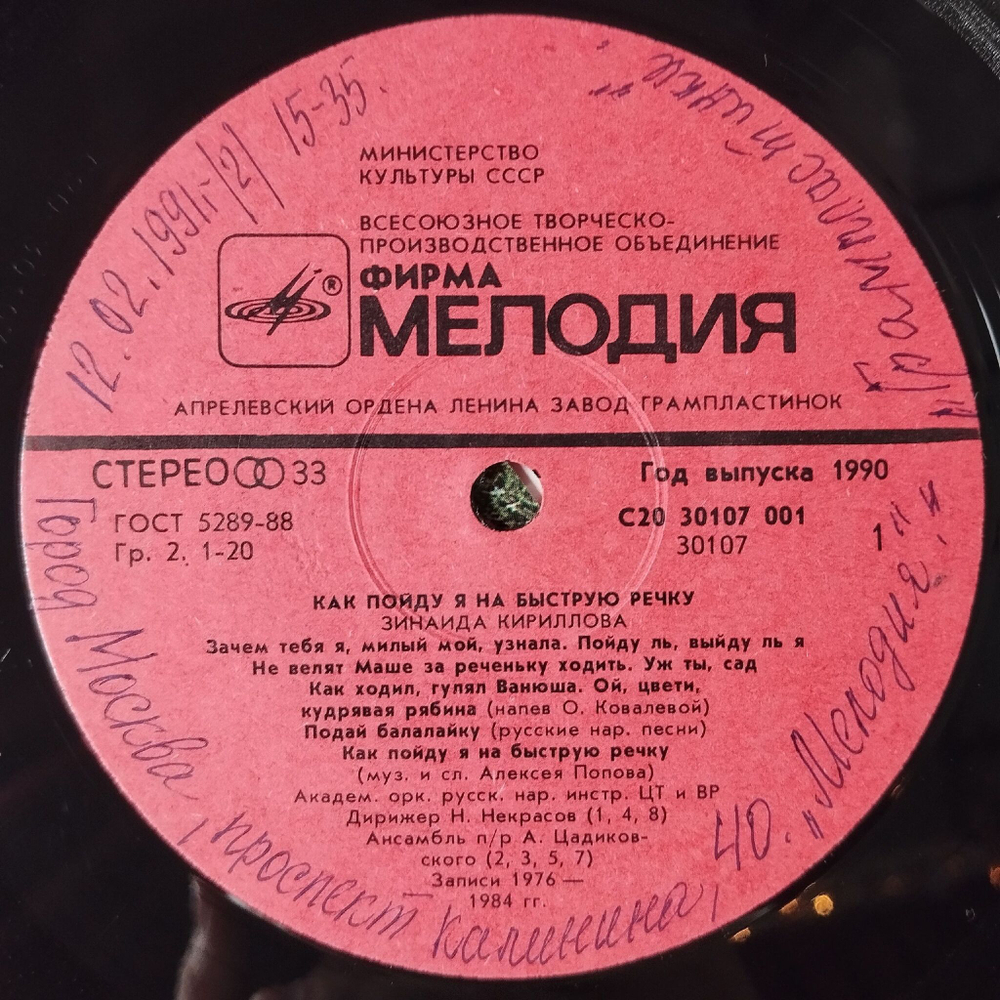 12.02.1991г. /2/ 15-35.
"Грампластинки".
МИНИСТЕРСТВО
КУЛЬТУРЫ СССР
ВСЕСОЮЗНОЕ ТВОРЧЕСКО-
ПРОИЗВОДСТВЕННОЕ ОБЪЕДИНЕНИЕ
ФИРМА
®
МЕЛОДИЯ
АПРЕЛЕВСКИЙ ОРДЕНА ЛЕНИНА ЗАВОД ГРАМПЛАСТИНОК
СТЕРЕО 33
Год выпуска 1990
ГОСТ 5289-88
С20 30107 001
Гр. 2. 1-20
30107
1
КАК ПОЙДУ Я НА БЫСТРУЮ РЕЧКУ
ЗИНАИДА КИРИЛЛОВА
Зачем тебя я, милый мой, узнала. Пойду ль, выйду ль я
Не велят Маше за реченьку ходить. Уж ты, сад
Как ходил, гулял Ванюша. Ой, цвети,
кудрявая рябина (напев О. Ковалевой)
Подай балалайку (русские нар. песни)
Как пойду я на быструю речку
(муз. и сл. Алексея Попова)
Академ. орк. русск. нар. инстр. ЦТ и ВР
Дирижер Н. Некрасов (1, 4, 8)
Ансамбль п/р А. Цадиков-
ского (2, 3, 5, 7)
Записи 1976 —
1984 гг.
Город Москва, проспект Калинина, 40. „Мелодия".